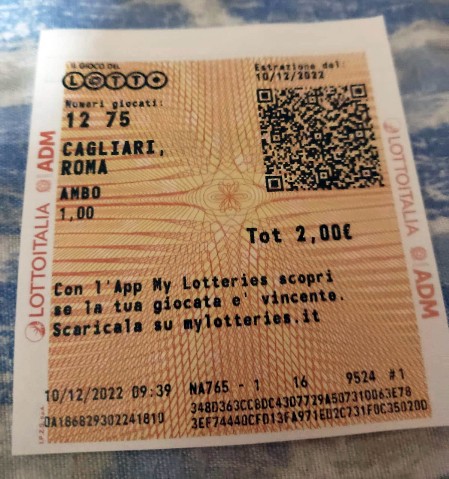 IL GIOCO DEL
LOTTO
Numeri giocati:
12 75
CAGLIARI,
ROMA
AMBO
1,00
Estrazione del:
10/12/2022
Tot 2,00€
Con l'App My Lotteries scopri
se la tua giocata e' vincente.
Scaricala su mylotteries.it
10/12/2022 09:39 NA765 - 1 16 9524 #1
0A186829302241810
348D363CC8DC4307729A507310063E78
3EF74440CFD13FA971ED2C731F0C35020D
LOTTOITALIA ADM
LOTTOITALIA ADM